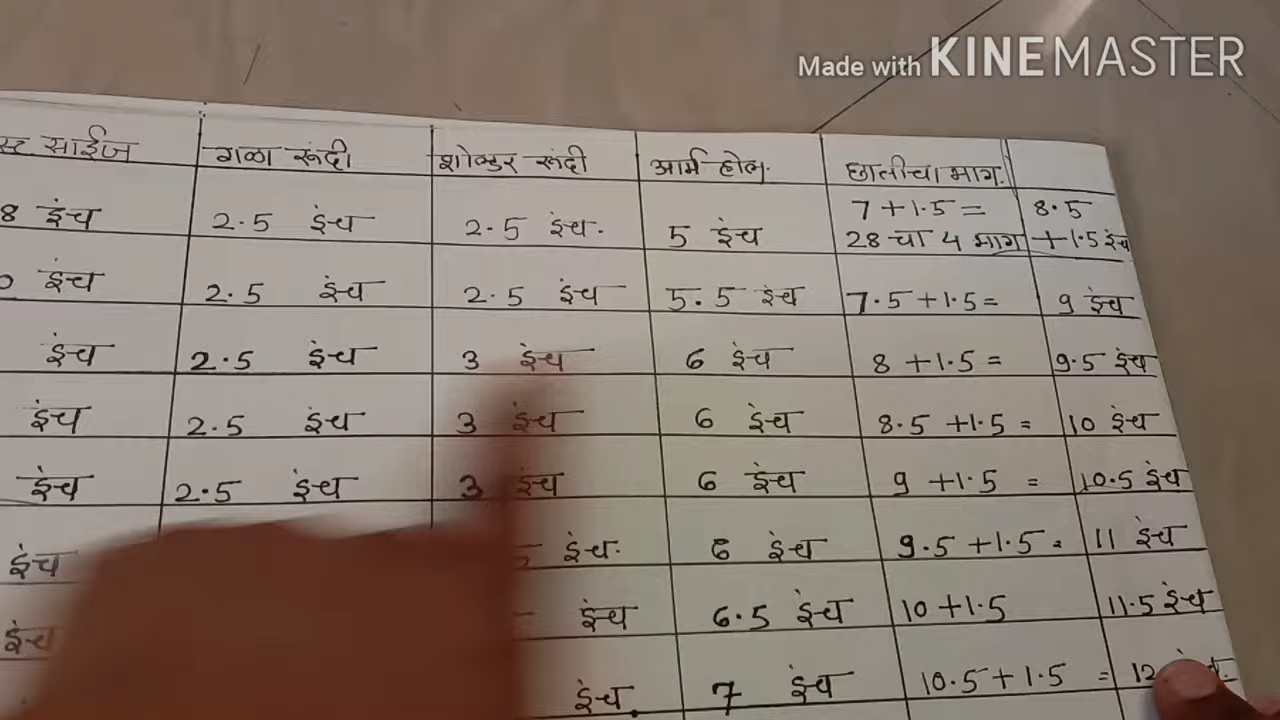 Made with KINEMASTER
स्ट साईज गळा रूंदी शोल्डर रूंदी आर्म होल. छातीचा भाग.
8 इंच 2.5 इंच 2.5 इंच. 5 इंच 7+1.5= 8.5
28 चा 4 भाग +1.5 इंच
0 इंच 2.5 इंच 2.5 इंच 5.5 इंच 7.5+1.5= 9 इंच
इंच 2.5 इंच 3 इंच 6 इंच 8+1.5= 9.5 इंच
इंच 2.5 इंच 3 इंच 6 इंच 8.5 +1.5= 10 इंच
इंच 2.5 इंच 3 इंच 6 इंच 9 +1.5 = 10.5 इंच
इंच इंच. 6 इंच 9.5+1.5= 11 इंच
इंच इंच 6.5 इंच 10+1.5 11.5 इंच
इंच. 7 इंच 10.5+1.5 = 12